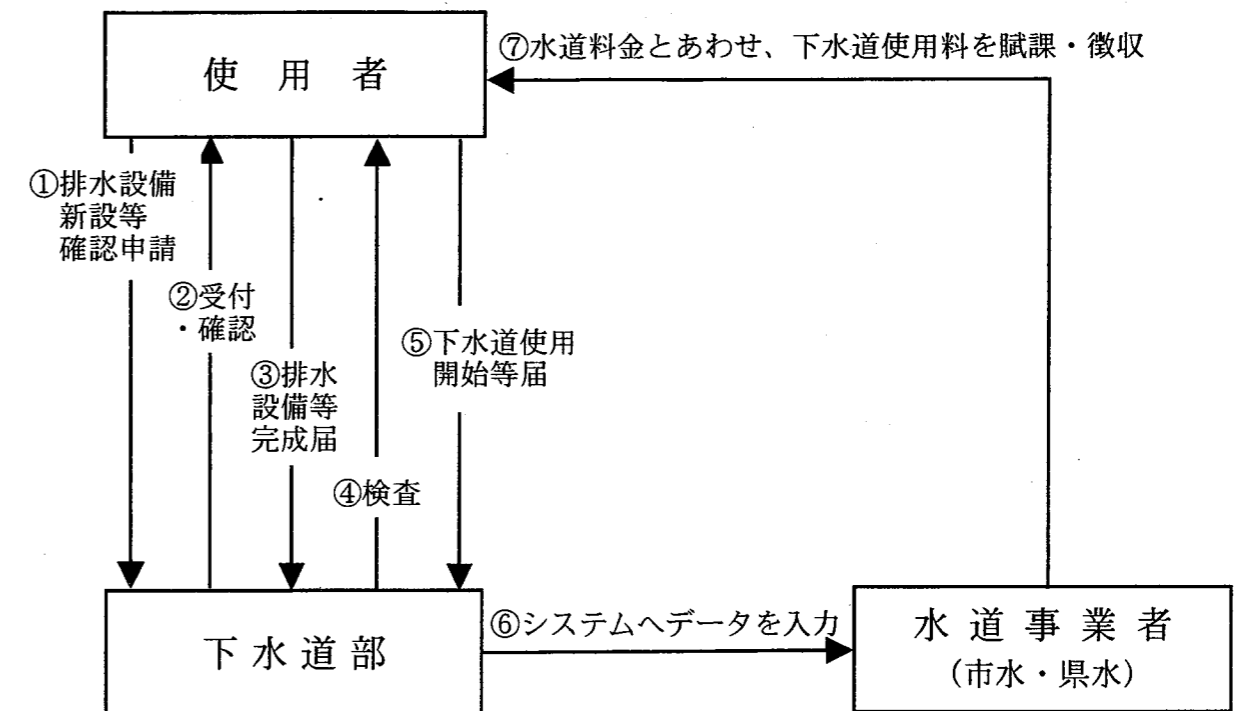 使用者
⑦水道料金とあわせ、下水道使用料を賦課・徴収
①排水設備
新設等
確認申請
②受付
・確認
③排水
設備等
完成届
④検査
⑤下水道使用
開始等届
下水道部
⑥システムへデータを入力
水道事業者
（市水・県水）